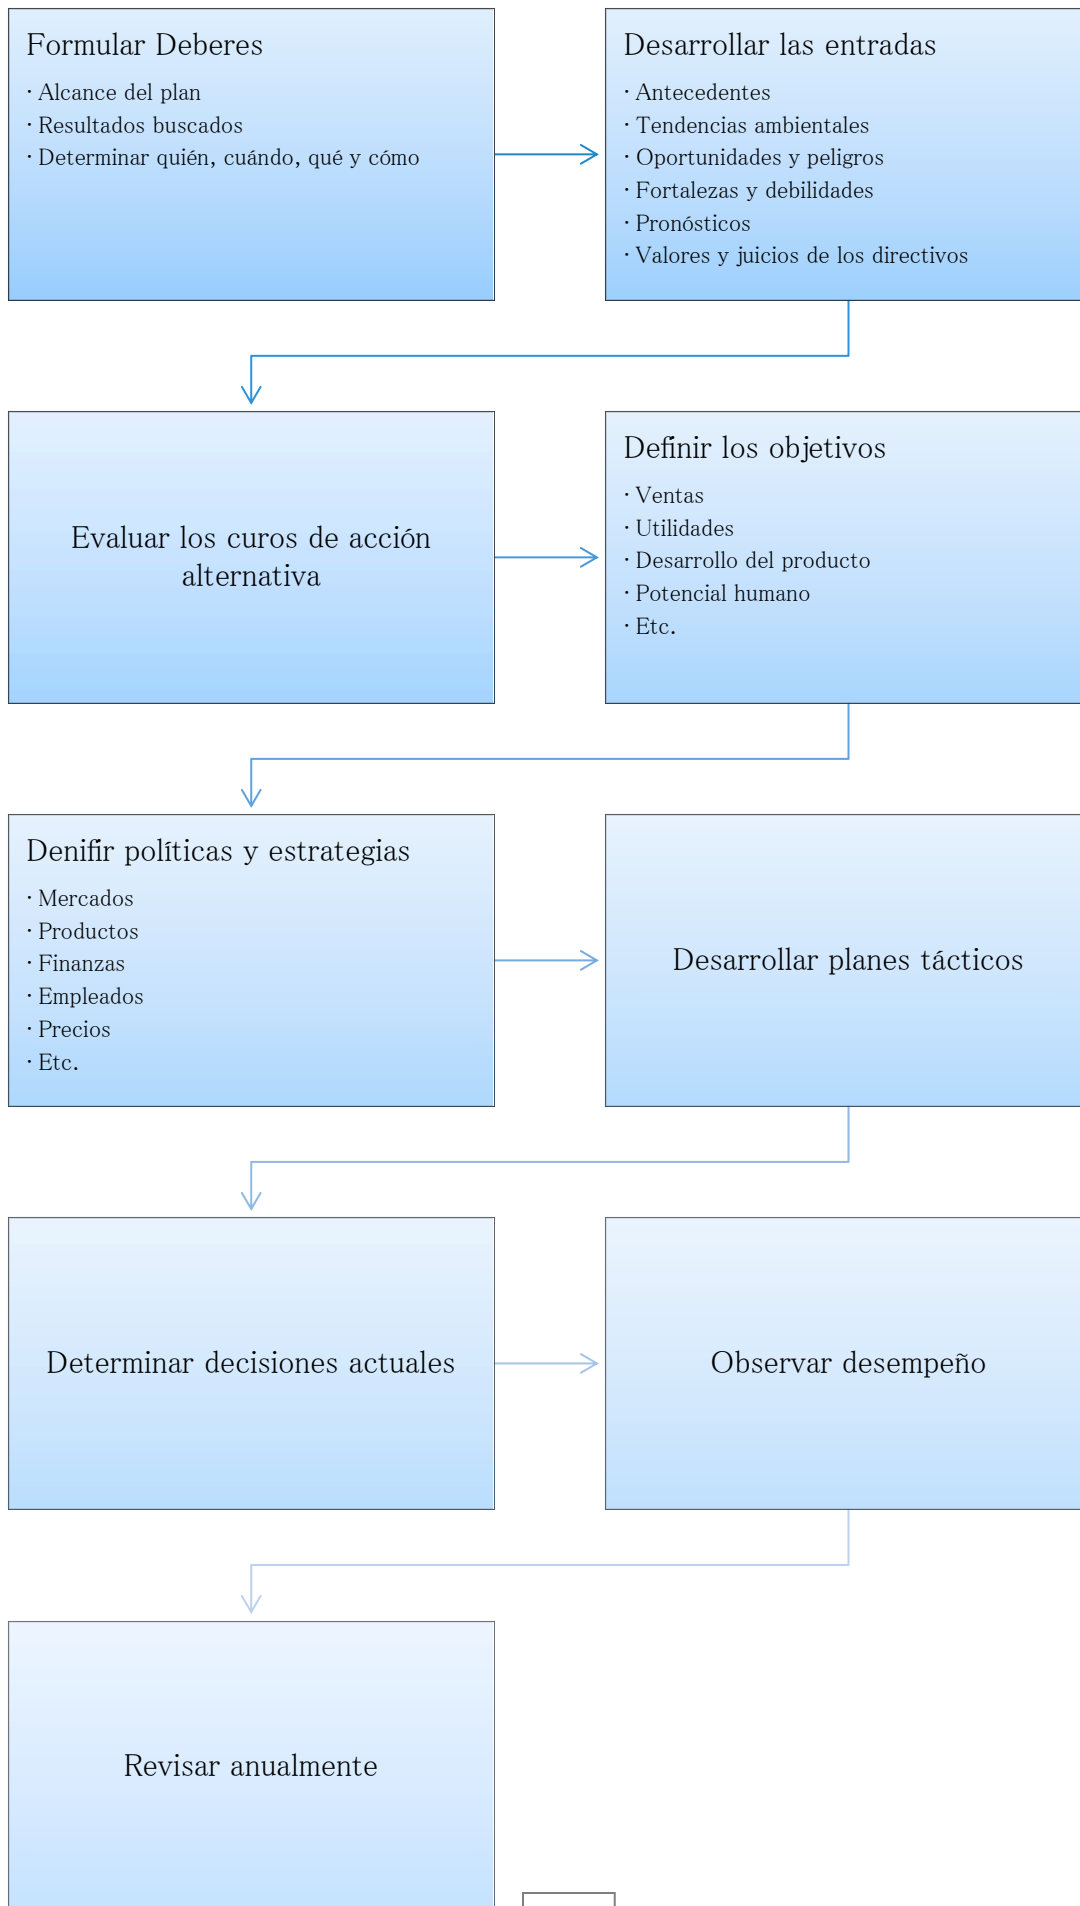 Formular Deberes
· Alcance del plan
· Resultados buscados
· Determinar quién, cuándo, qué y cómo
Desarrollar las entradas
· Antecedentes
· Tendencias ambientales
· Oportunidades y peligros
· Fortalezas y debilidades
· Pronósticos
· Valores y juicios de los directivos
Evaluar los curos de acción
alternativa
Definir los objetivos
· Ventas
· Utilidades
· Desarrollo del producto
· Potencial humano
· Etc.
Denifir políticas y estrategias
· Mercados
· Productos
· Finanzas
· Empleados
· Precios
· Etc.
Desarrollar planes tácticos
Determinar decisiones actuales
Observar desempeño
Revisar anualmente